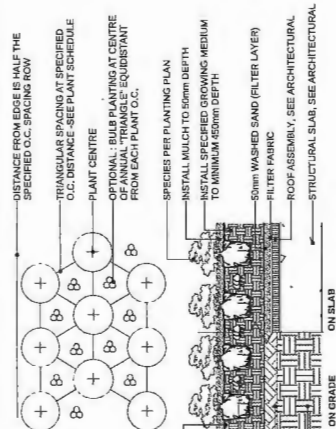 DISTANCE FROM EDGE IS HALF THE
SPECIFIED O.C. SPACING ROW
TRIANGULAR SPACING AT SPECIFIED
O.C. DISTANCE -SEE PLANT SCHEDULE
PLANT CENTRE
OPTIONAL : BULB PLANTING AT CENTRE
OF ANNUAL "TRIANGLE" EQUIDISTANT
FROM EACH PLANT O.C.
SPECIES PER PLANTING PLAN
INSTALL MULCH TO 50mm DEPTH
INSTALL SPECIFIED GROWING MEDIUM
TO MINIMUM 450mm DEPTH
50mm WASHED SAND (FILTER LAYER)
FILTER FABRIC
ROOF ASSEMBLY, SEE ARCHITECTURAL
STRUCTURAL SLAB, SEE ARCHITECTURAL
ON GRADE
ON SLAB